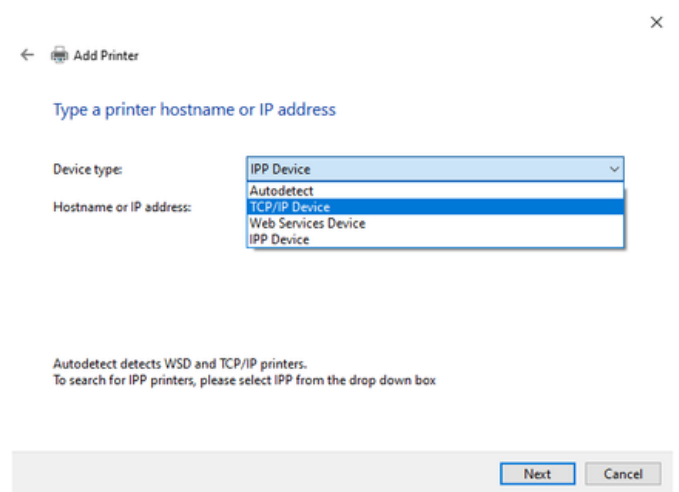 Add Printer
Type a printer hostname or IP address
Device type:
IPP Device
Autodetect
Hostname or IP address:
TCP/IP Device
Web Services Device
IPP Device
Autodetect detects WSD and TCP/IP printers.
To search for IPP printers, please select IPP from the drop down box
Next
Cancel